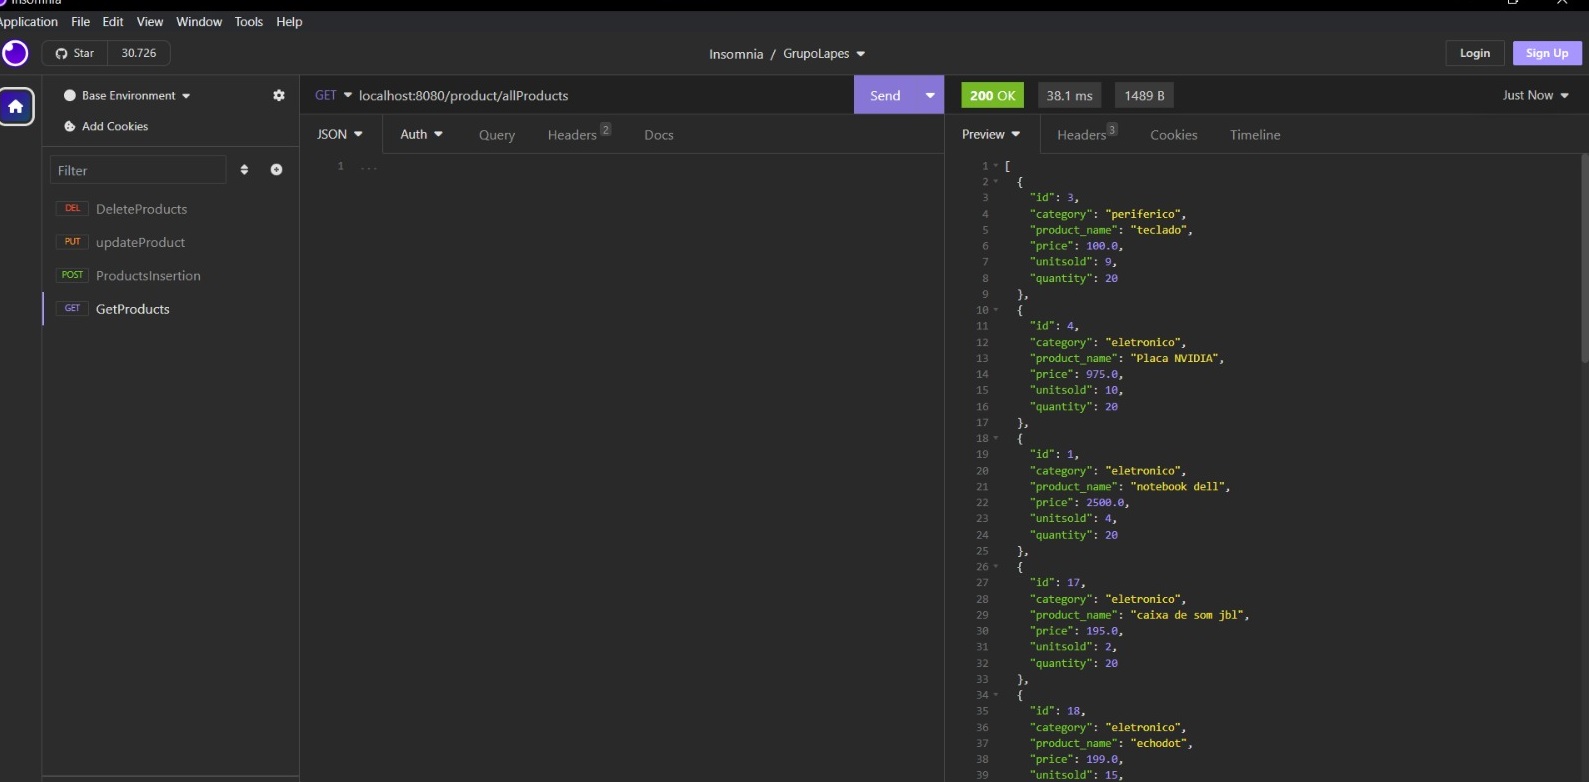 Insomnia
Application File Edit View Window Tools Help
Star 30.726
Insomnia / GrupoLapes
Login Sign Up
Base Environment
Add Cookies
Filter
DEL DeleteProducts
PUT updateProduct
POST ProductsInsertion
GET GetProducts
GET localhost:8080/product/allProducts Send
JSON Auth Query Headers 2 Docs
1 ...
200 OK 38.1 ms 1489 B Just Now
Preview Headers 3 Cookies Timeline
1 [
2 {
3 "id": 3,
4 "category": "periferico",
5 "product_name": "teclado",
6 "price": 100.0,
7 "unitsold": 9,
8 "quantity": 20
9 },
10 {
11 "id": 4,
12 "category": "eletronico",
13 "product_name": "Placa NVIDIA",
14 "price": 975.0,
15 "unitsold": 10,
16 "quantity": 20
17 },
18 {
19 "id": 1,
20 "category": "eletronico",
21 "product_name": "notebook dell",
22 "price": 2500.0,
23 "unitsold": 4,
24 "quantity": 20
25 },
26 {
27 "id": 17,
28 "category": "eletronico",
29 "product_name": "caixa de som jbl",
30 "price": 195.0,
31 "unitsold": 2,
32 "quantity": 20
33 },
34 {
35 "id": 18,
36 "category": "eletronico",
37 "product_name": "echodot",
38 "price": 199.0,
39 "unitsold": 15,